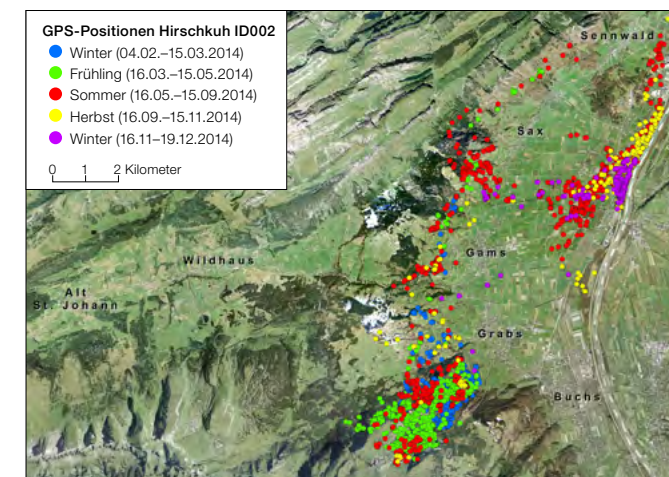 GPS-Positionen Hirschkuh ID002
Winter (04.02.–15.03.2014)
Frühling (16.03.–15.05.2014)
Sommer (16.05.–15.09.2014)
Herbst (16.09.–15.11.2014)
Winter (16.11–19.12.2014)
0 1 2 Kilometer
Sennwald
Sax
Gams
Wildhaus
Alt
St. Johann
Grabs
Buchs